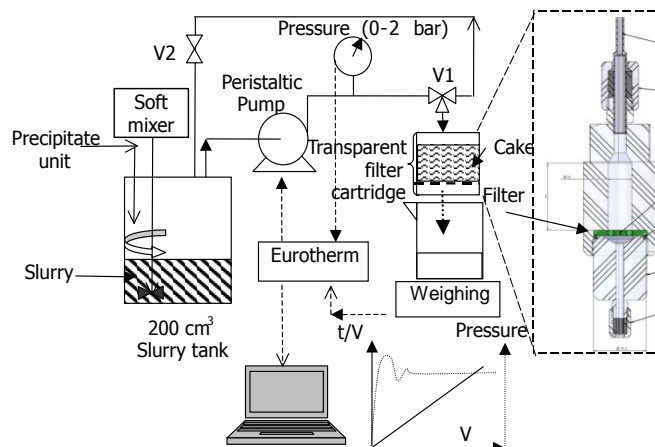 Pressure (0-2 bar)
V2
V1
Peristaltic
Pump
Soft
mixer
Precipitate
unit
Transparent
filter
cartridge
Cake
Filter
Slurry
Eurotherm
Weighing
200 cm³
Slurry tank
t/V
Pressure
V